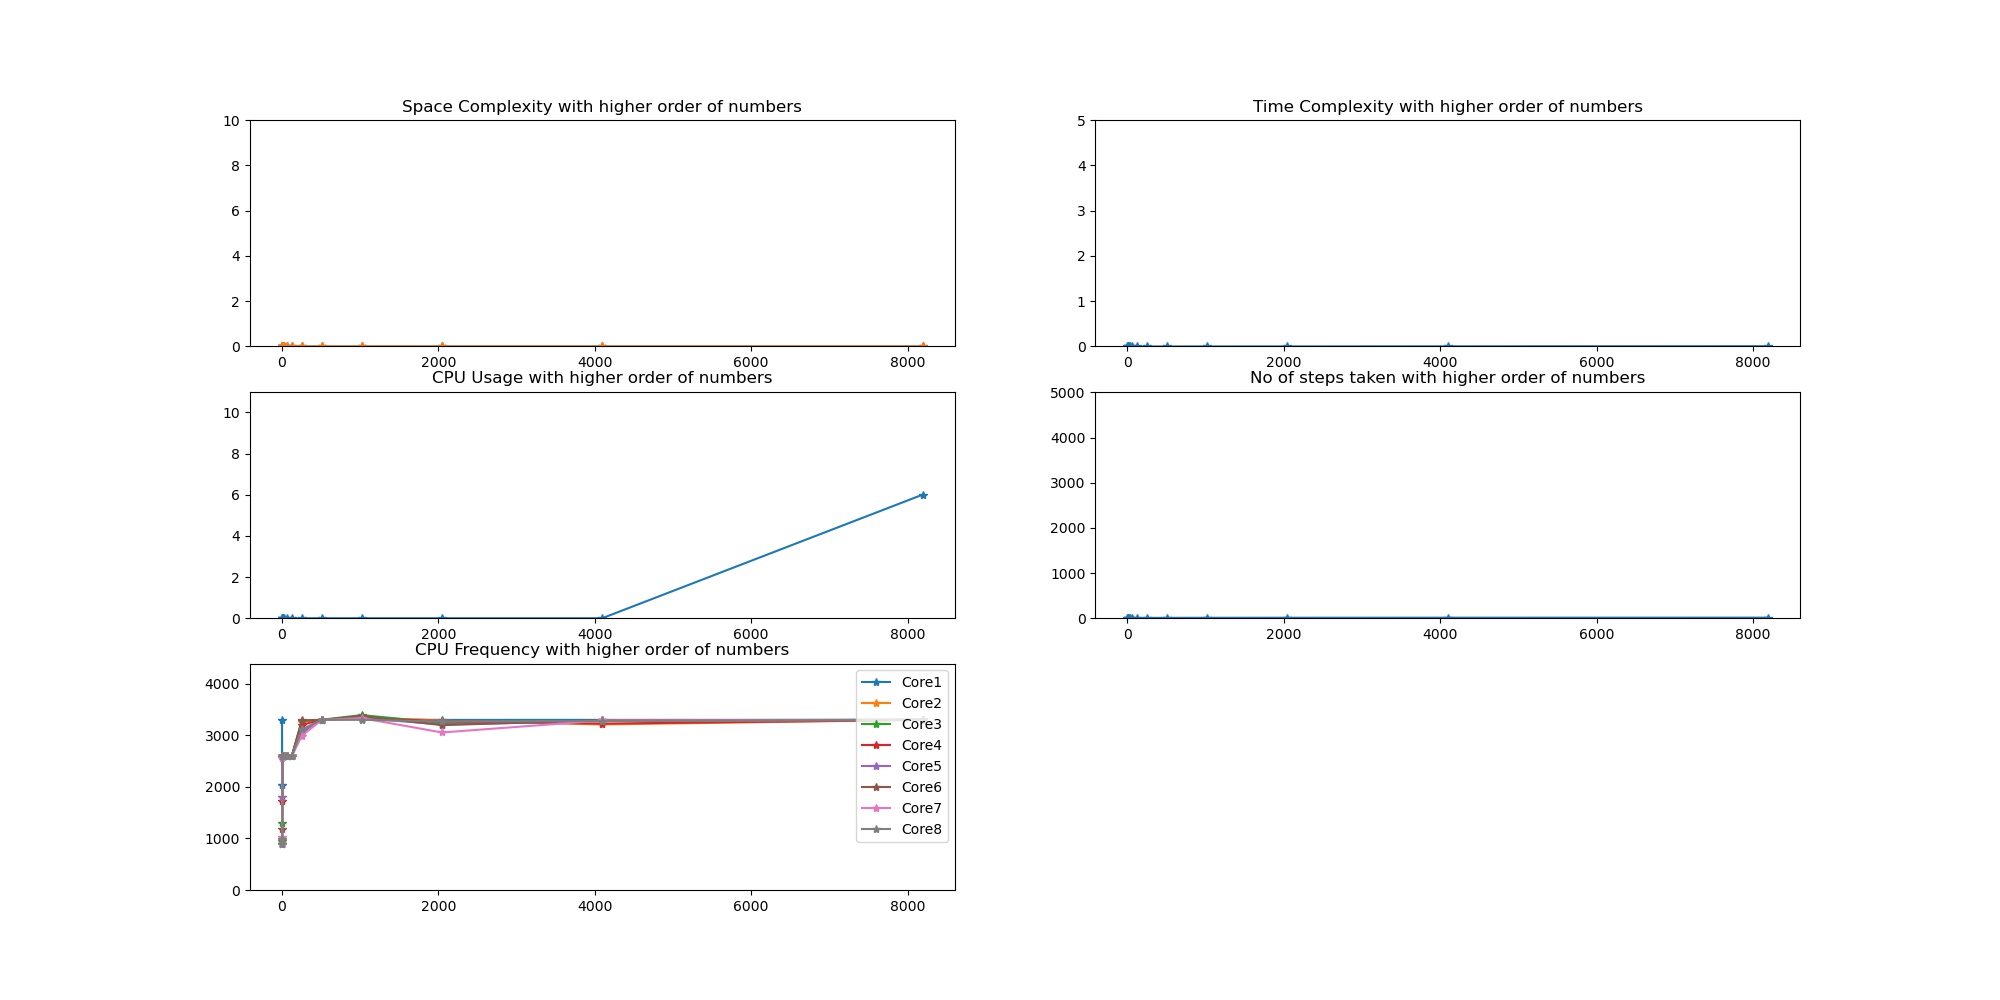 Space Complexity with higher order of numbers
10
8
6
4
2
0
0 2000 4000 6000 8000
Time Complexity with higher order of numbers
5
4
3
2
1
0
0 2000 4000 6000 8000
CPU Usage with higher order of numbers
10
8
6
4
2
0
0 2000 4000 6000 8000
No of steps taken with higher order of numbers
5000
4000
3000
2000
1000
0
0 2000 4000 6000 8000
CPU Frequency with higher order of numbers
4000
3000
2000
1000
0
0 2000 4000 6000 8000
Core1
Core2
Core3
Core4
Core5
Core6
Core7
Core8